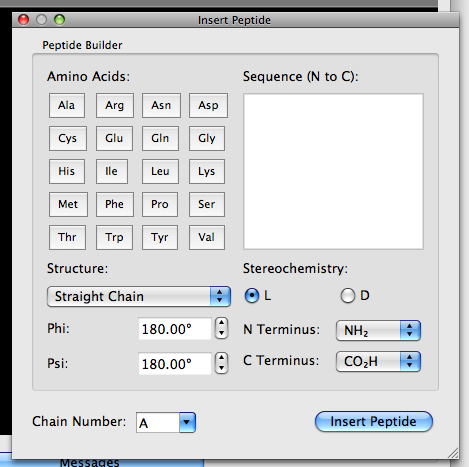 Insert Peptide
Peptide Builder
Amino Acids: Sequence (N to C):
Ala Arg Asn Asp
Cys Glu Gln Gly
His Ile Leu Lys
Met Phe Pro Ser
Thr Trp Tyr Val
Structure: Stereochemistry:
Straight Chain L D
Phi: 180.00° N Terminus: NH₂
Psi: 180.00° C Terminus: CO₂H
Chain Number: A Insert Peptide
Messages